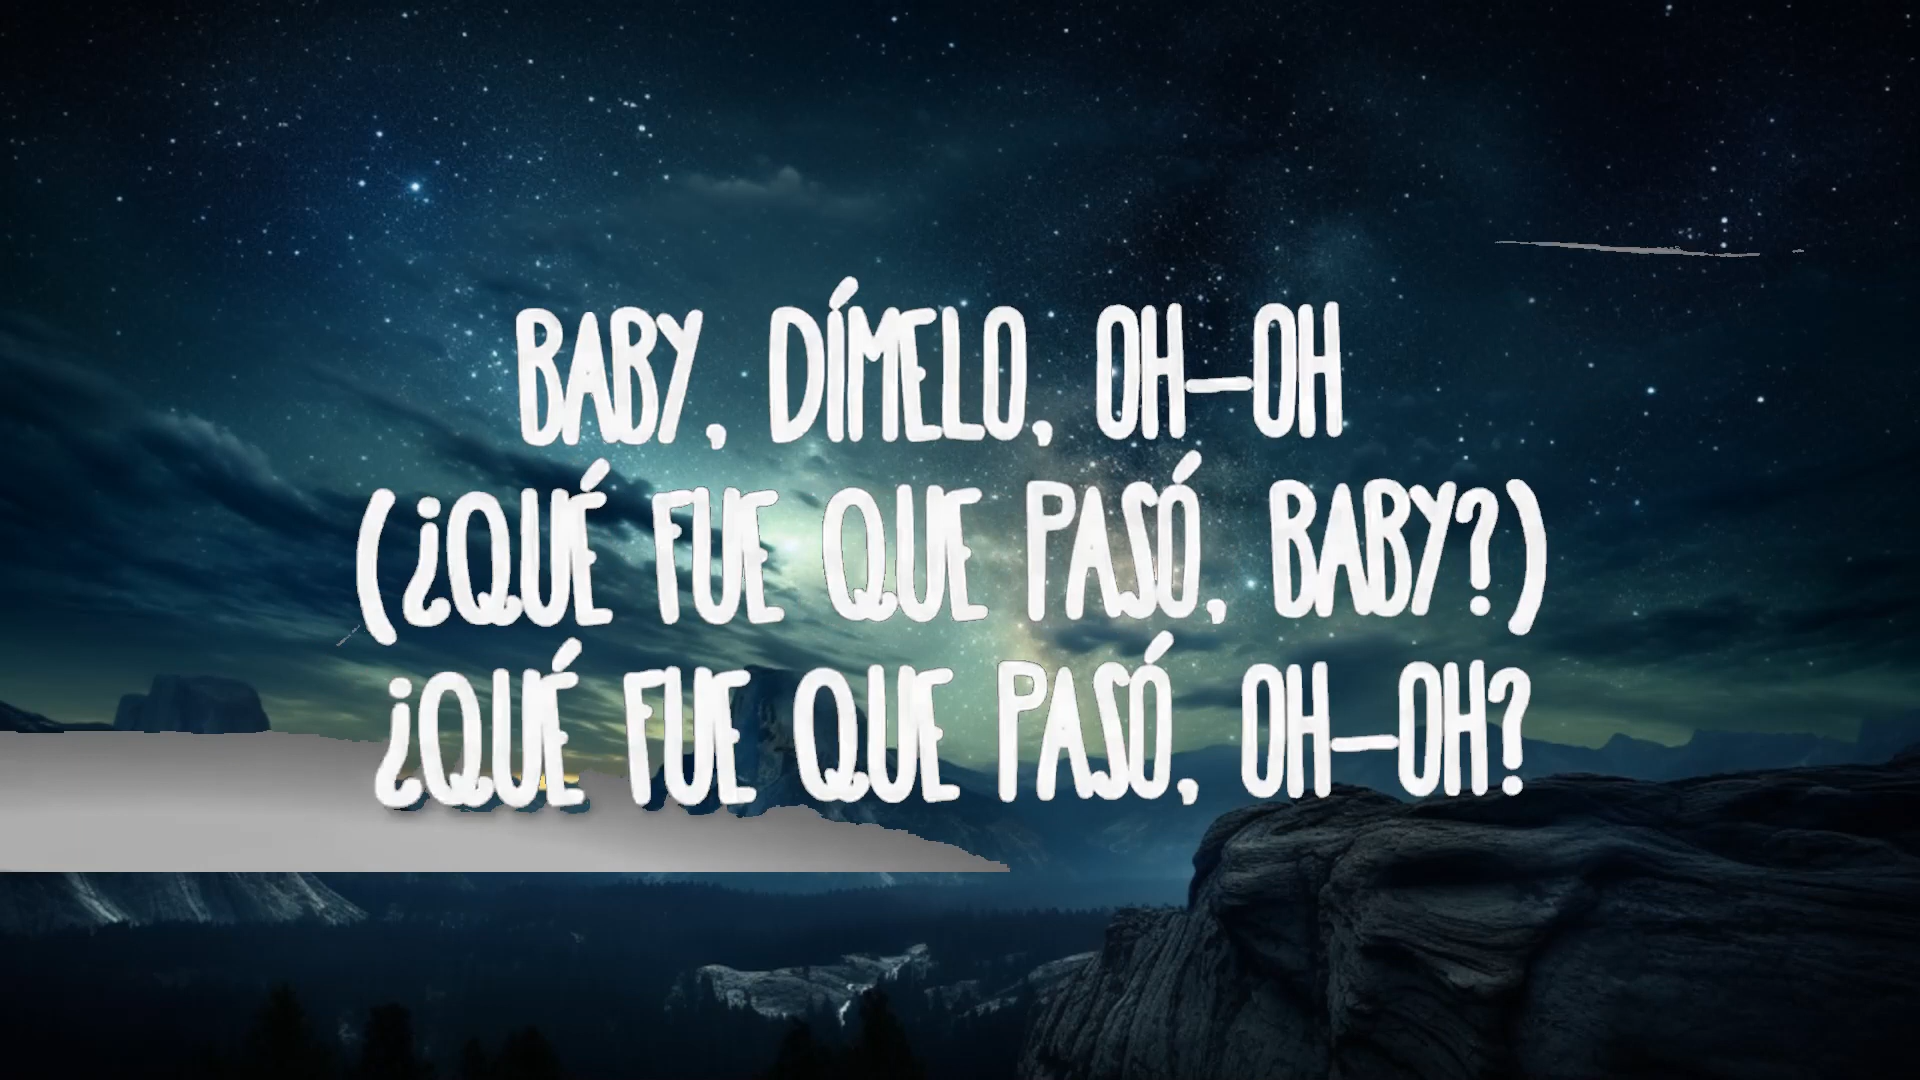 BABY, DÍMELO, OH-OH
(¿QUÉ FUE QUE PASÓ, BABY?)
¿QUÉ FUE QUE PASÓ, OH-OH?